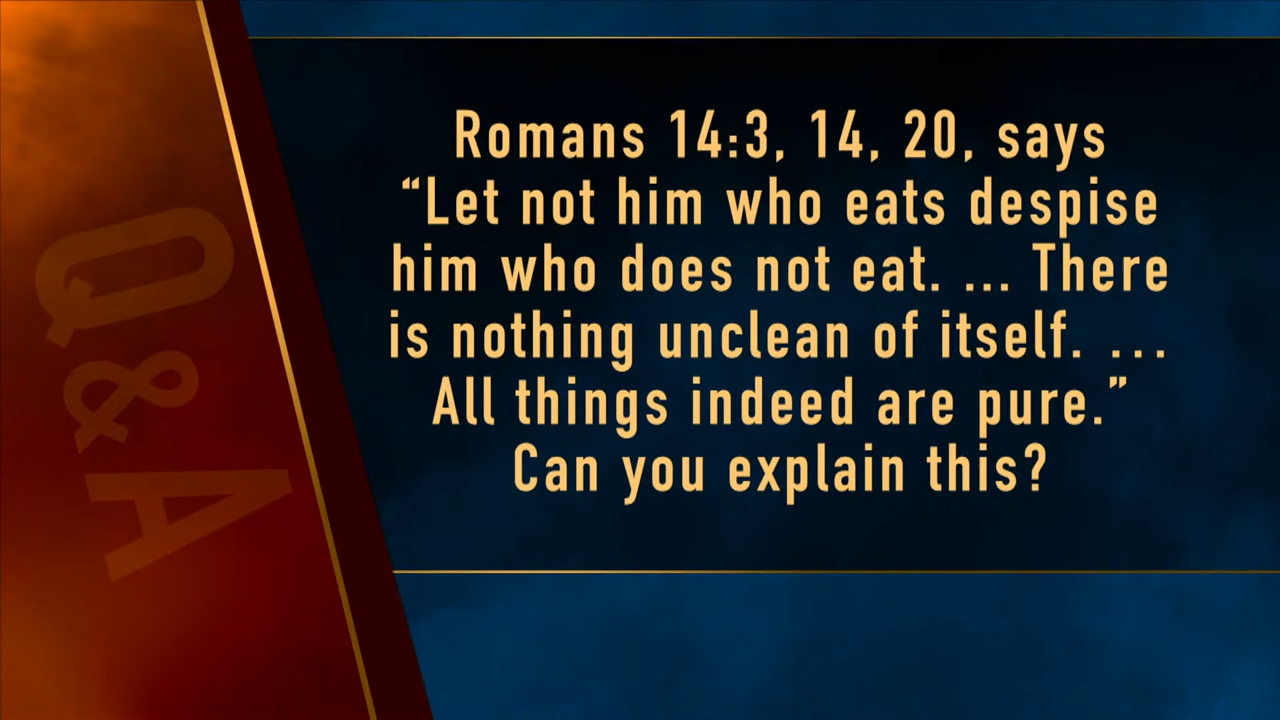 Q&A
Romans 14:3, 14, 20, says
“Let not him who eats despise
him who does not eat. ... There
is nothing unclean of itself. ...
All things indeed are pure.”
Can you explain this?